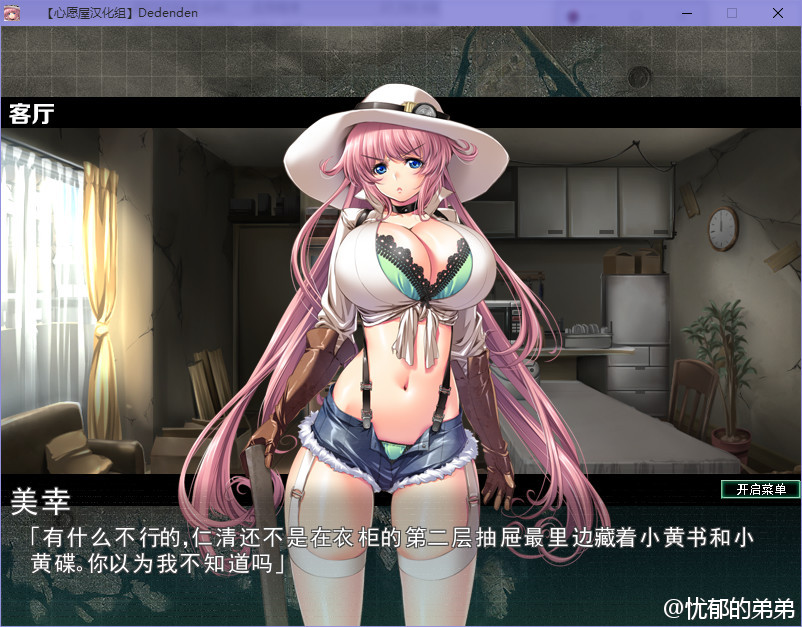 【心愿屋汉化组】Dedenden
客厅
开启菜单
美幸
「有什么不行的,仁清还不是在衣柜的第二层抽屉最里边藏着小黄书和小
黄碟。你以为我不知道吗」
@忧郁的弟弟